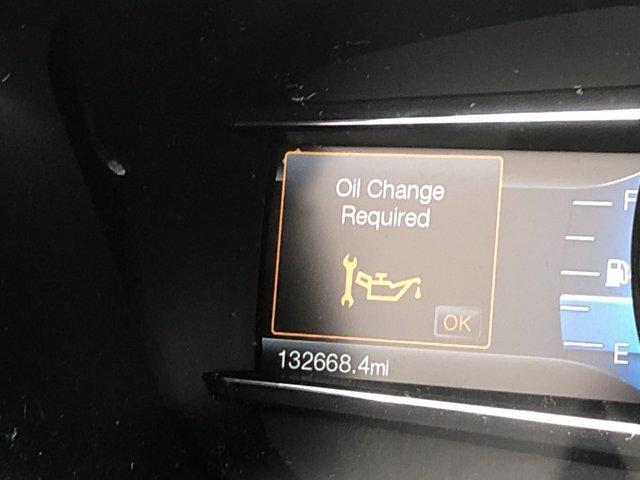 Oil Change
Required
OK
132668.4mi
F
E